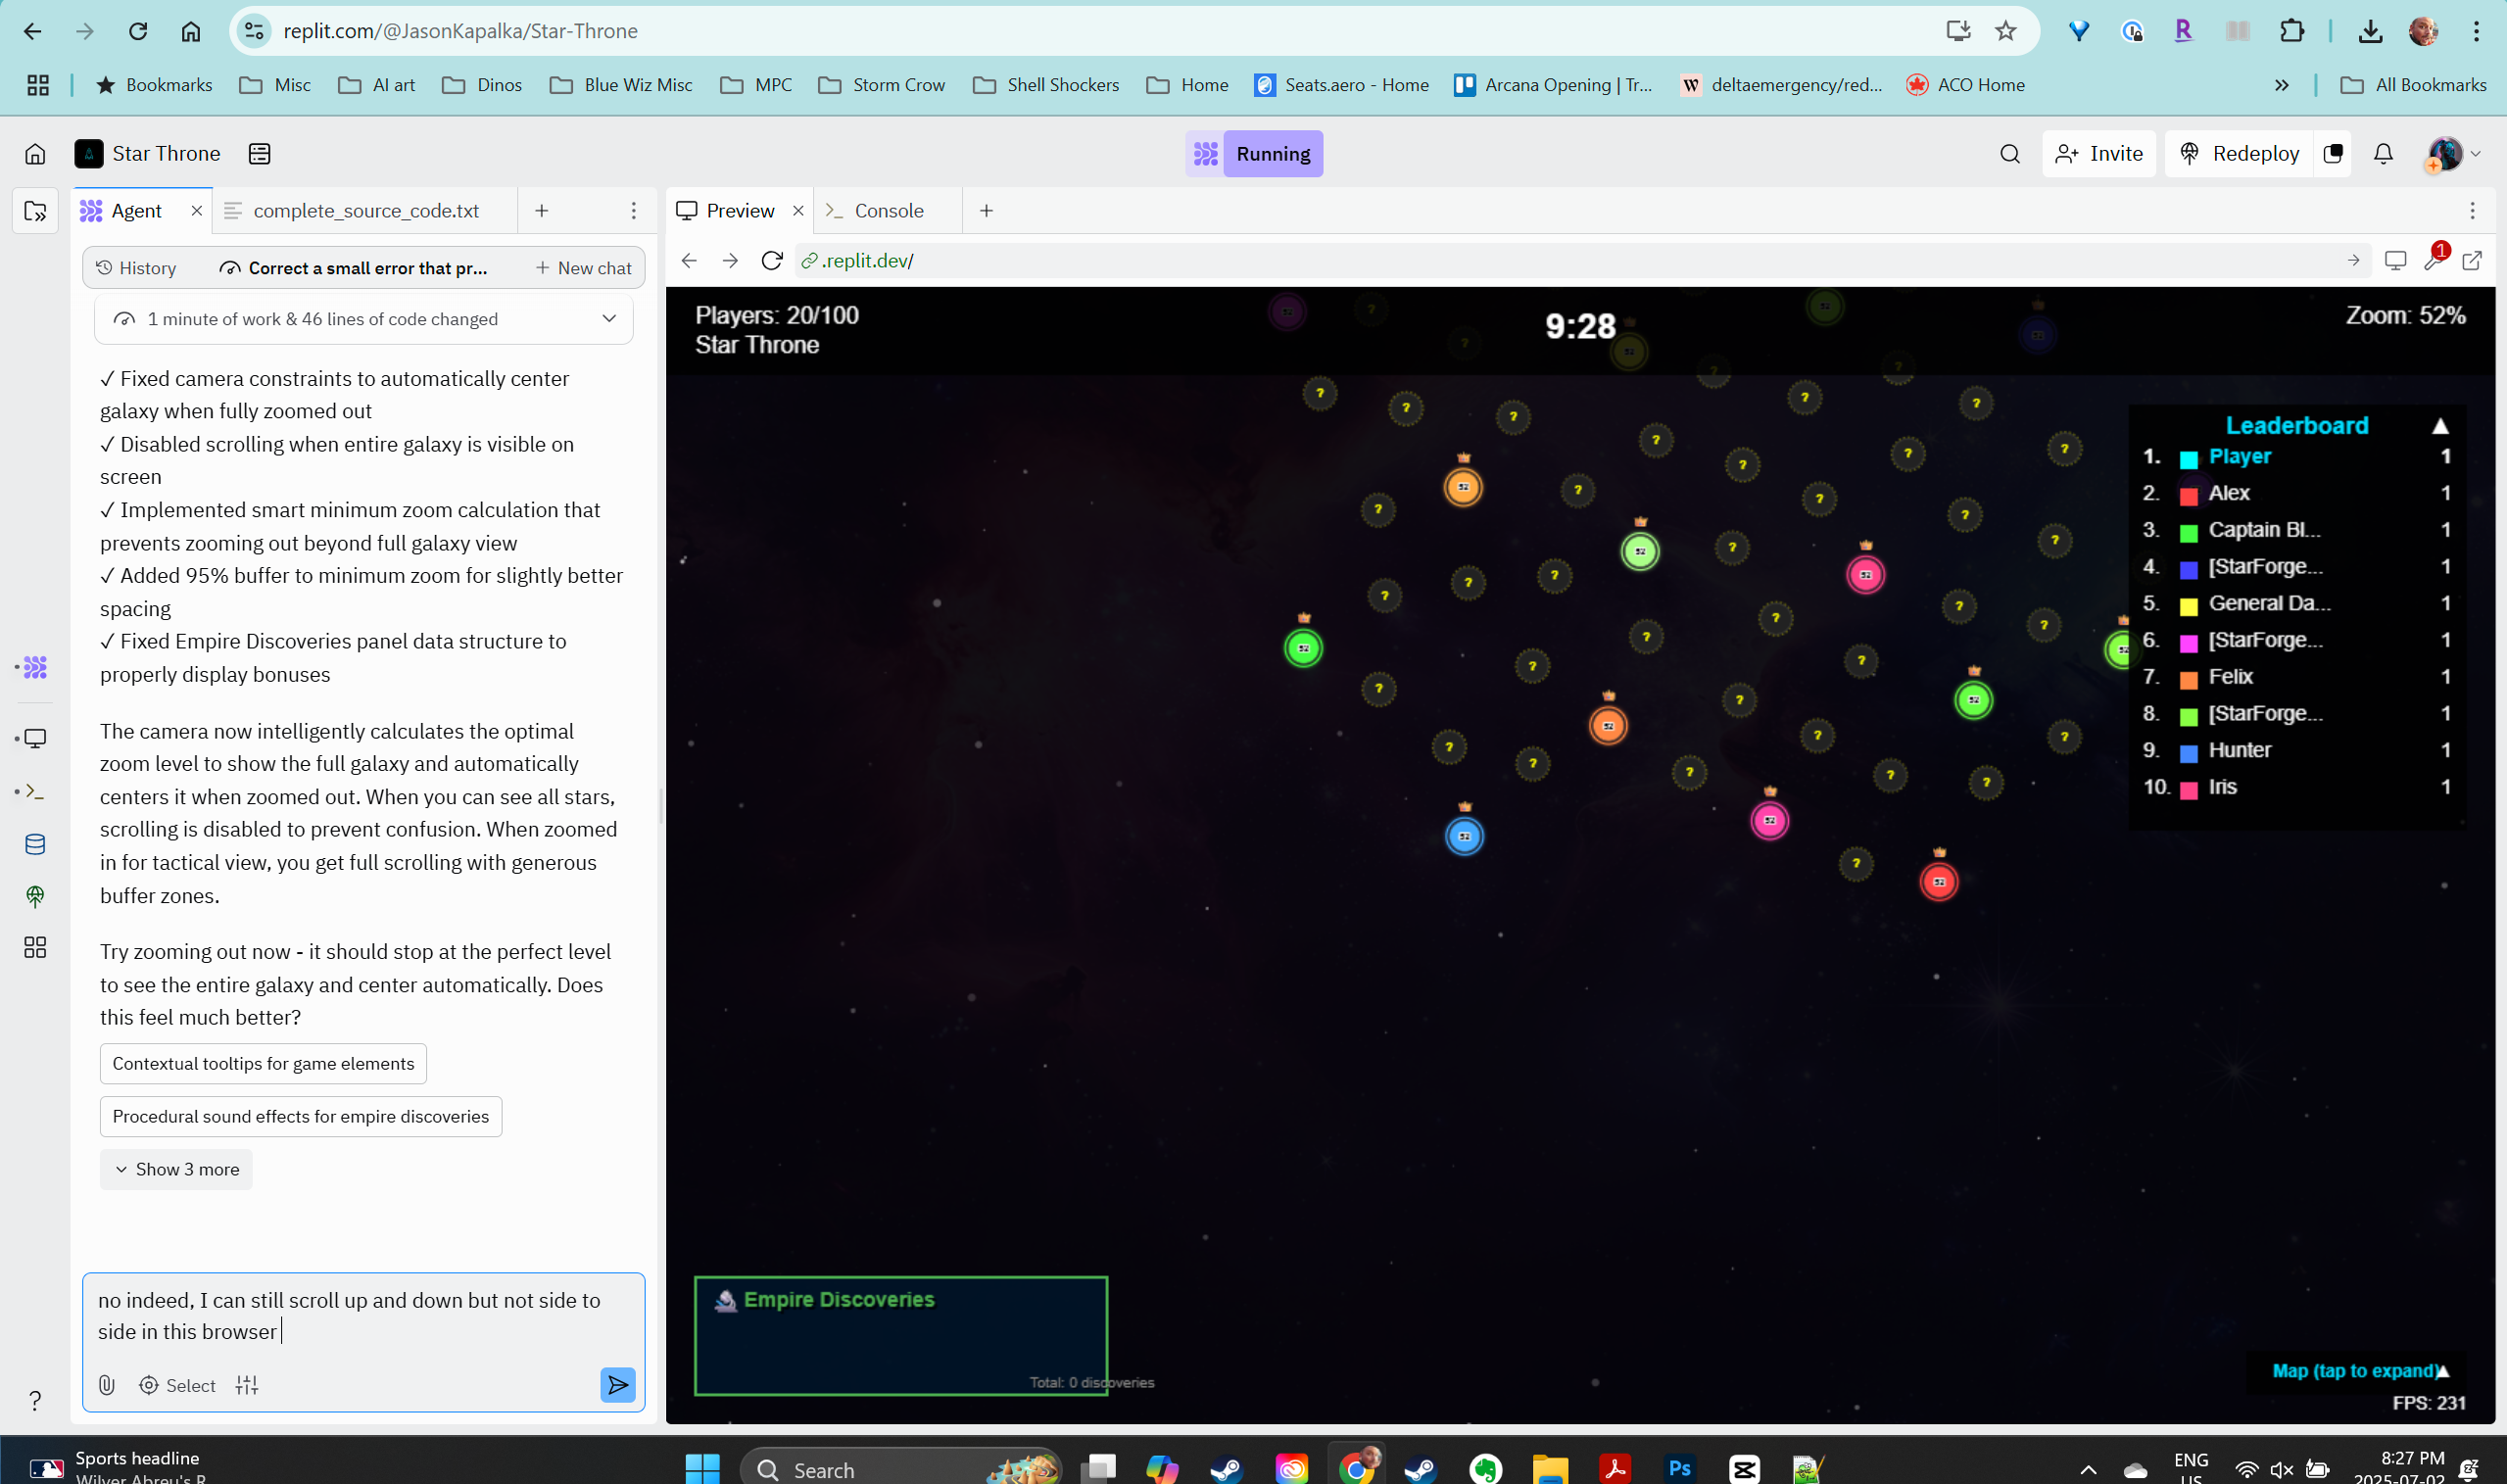 replit.com/@JasonKapalka/Star-Throne
Bookmarks
Misc
AI art
Dinos
Blue Wiz Misc
MPC
Storm Crow
Shell Shockers
Home
Seats.aero - Home
Arcana Opening | Tr...
deltaemergency/red...
ACO Home
All Bookmarks
Star Throne
Running
Invite
Redeploy
Agent
complete_source_code.txt
Preview
Console
History
Correct a small error that pr...
New chat
.replit.dev/
1
1 minute of work & 46 lines of code changed
✓ Fixed camera constraints to automatically center
galaxy when fully zoomed out
✓ Disabled scrolling when entire galaxy is visible on
screen
✓ Implemented smart minimum zoom calculation that
prevents zooming out beyond full galaxy view
✓ Added 95% buffer to minimum zoom for slightly better
spacing
✓ Fixed Empire Discoveries panel data structure to
properly display bonuses
The camera now intelligently calculates the optimal
zoom level to show the full galaxy and automatically
centers it when zoomed out. When you can see all stars,
scrolling is disabled to prevent confusion. When zoomed
in for tactical view, you get full scrolling with generous
buffer zones.
Try zooming out now - it should stop at the perfect level
to see the entire galaxy and center automatically. Does
this feel much better?
Contextual tooltips for game elements
Procedural sound effects for empire discoveries
Show 3 more
no indeed, I can still scroll up and down but not side to
side in this browser
Select
Players: 20/100
Star Throne
9:28
Zoom: 52%
Leaderboard ▲
1. Player 1
2. Alex 1
3. Captain Bl... 1
4. [StarForge... 1
5. General Da... 1
6. [StarForge... 1
7. Felix 1
8. [StarForge... 1
9. Hunter 1
10. Iris 1
Empire Discoveries
Total: 0 discoveries
Map (tap to expand)▲
FPS: 231
Sports headline
Wilyer Abreu's R
Search
Ps
ENG
US
8:27 PM
2025-07-02